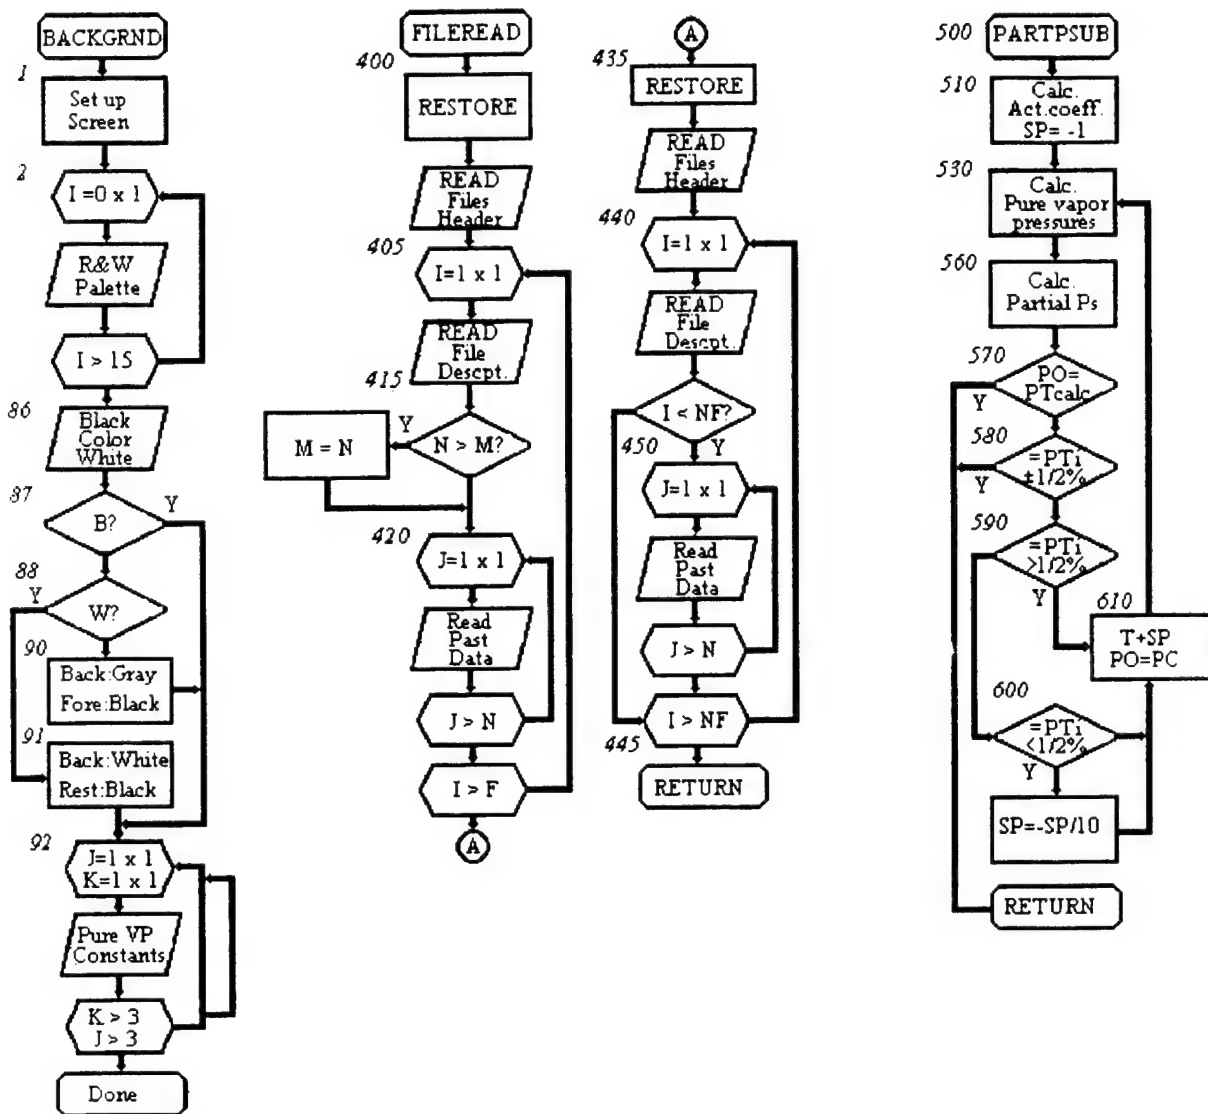 BACKGRND
1
Set up
Screen
2
I =0 x 1
R&W
Palette
I > 15
86
Black
Color
White
87
B?
Y
88
Y
W?
90
Back:Gray
Fore:Black
91
Back:White
Rest:Black
92
J=1 x 1
K=1 x 1
Pure VP
Constants
K > 3
J > 3
Done
FILEREAD
400
RESTORE
READ
Files
Header
405
I=1 x 1
READ
File
Descpt.
415
Y
N > M?
M = N
420
J=1 x 1
Read
Past
Data
J > N
I > F
A
A
435
RESTORE
READ
Files
Header
440
I=1 x 1
READ
File
Descpt.
I < NF?
450
Y
J=1 x 1
Read
Past
Data
J > N
I > NF
445
RETURN
500
PARTPSUB
510
Calc.
Act.coeff.
SP= -1
530
Calc.
Pure vapor
pressures
560
Calc.
Partial Ps
570
PO=
PTcalc
Y
580
=PTi
±1/2%
Y
590
=PTi
>1/2%
Y
610
T+SP
PO=PC
600
=PTi
<1/2%
Y
SP=-SP/10
RETURN